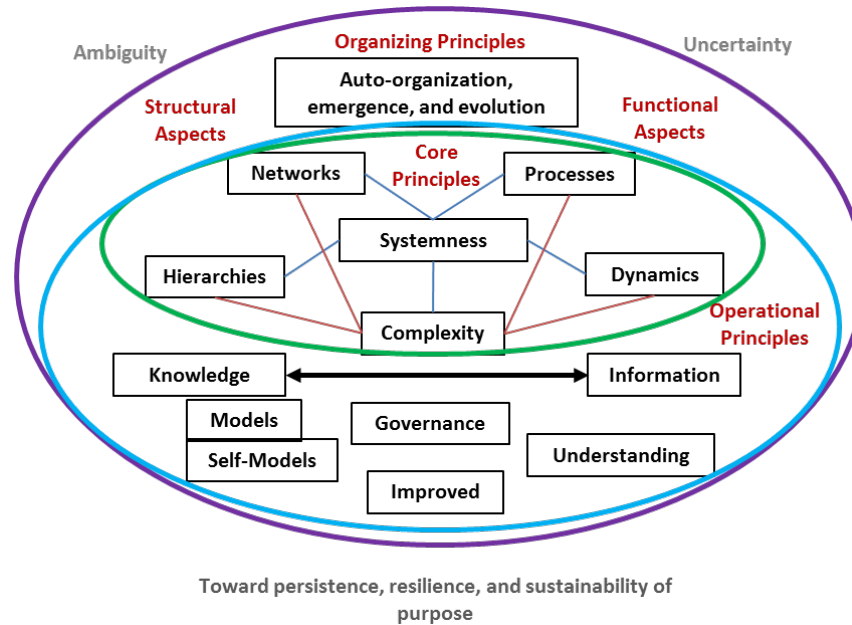 Organizing Principles
Ambiguity
Uncertainty
Auto-organization,
emergence, and evolution
Structural
Aspects
Functional
Aspects
Core
Principles
Networks
Processes
Systemness
Hierarchies
Dynamics
Operational
Principles
Complexity
Knowledge
Information
Models
Governance
Self-Models
Understanding
Improved
Toward persistence, resilience, and sustainability of
purpose